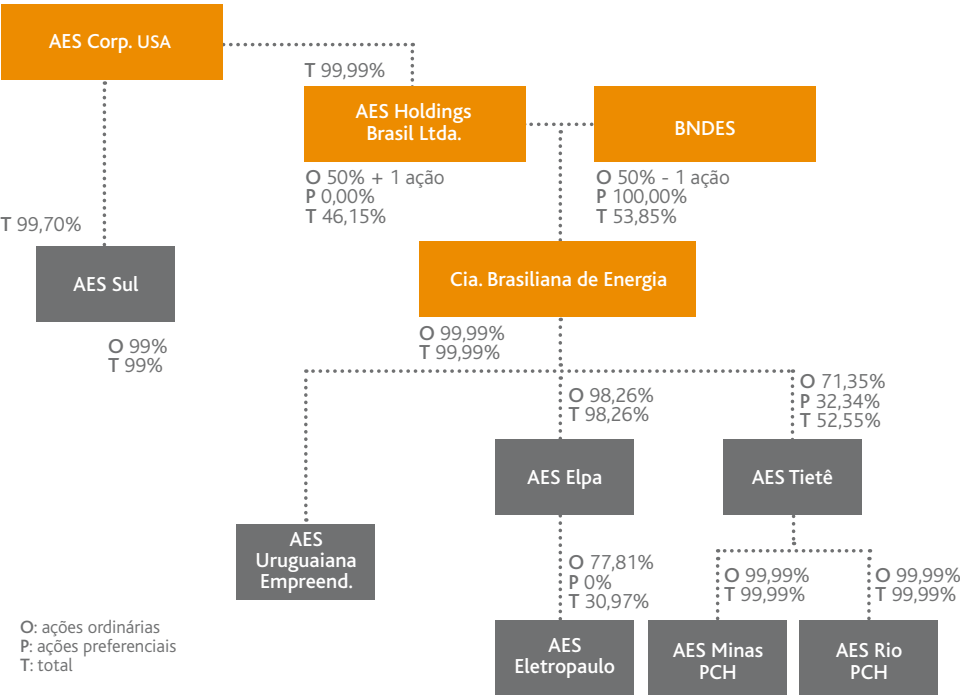 AES Corp. USA
T 99,99%
AES Holdings
Brasil Ltda.
BNDES
O 50% + 1 ação
P 0,00%
T 46,15%
O 50% - 1 ação
P 100,00%
T 53,85%
T 99,70%
AES Sul
Cia. Brasiliana de Energia
O 99%
T 99%
O 99,99%
T 99,99%
O 98,26%
T 98,26%
O 71,35%
P 32,34%
T 52,55%
AES Elpa
AES Tietê
AES
Uruguaiana
Empreend.
O 77,81%
P 0%
T 30,97%
O 99,99%
T 99,99%
O 99,99%
T 99,99%
AES
Eletropaulo
AES Minas
PCH
AES Rio
PCH
O: ações ordinárias
P: ações preferenciais
T: total